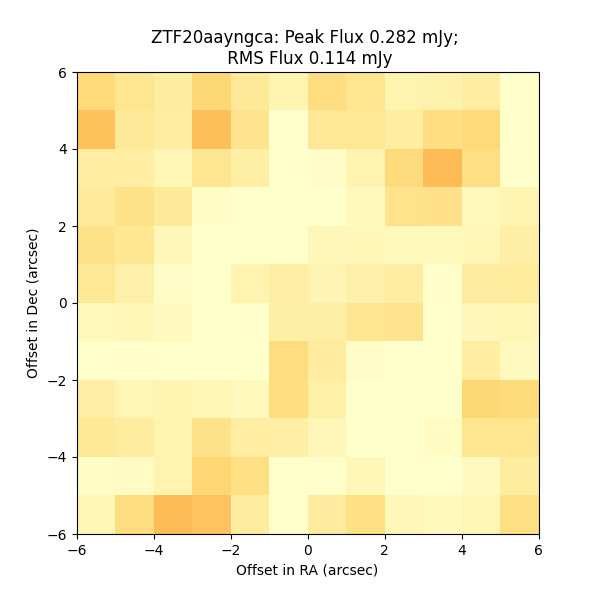 ZTF20aayngca: Peak Flux 0.282 mJy;
RMS Flux 0.114 mJy
6
4
2
0
−2
−4
−6
Offset in Dec (arcsec)
−6 −4 −2 0 2 4 6
Offset in RA (arcsec)